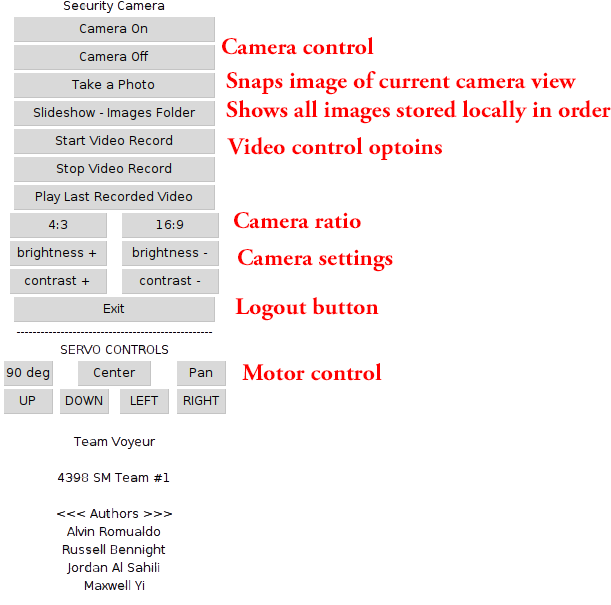 Security Camera
Camera On
Camera Off
Camera control
Take a Photo
Snaps image of current camera view
Slideshow - Images Folder
Shows all images stored locally in order
Start Video Record
Video control optoins
Stop Video Record
Play Last Recorded Video
4:3 16:9 Camera ratio
brightness + brightness -
Camera settings
contrast + contrast -
Exit Logout button
--------------------------------------------------
SERVO CONTROLS
90 deg Center Pan Motor control
UP DOWN LEFT RIGHT
Team Voyeur
4398 SM Team #1
<<< Authors >>>
Alvin Romualdo
Russell Bennight
Jordan Al Sahili
Maxwell Yi